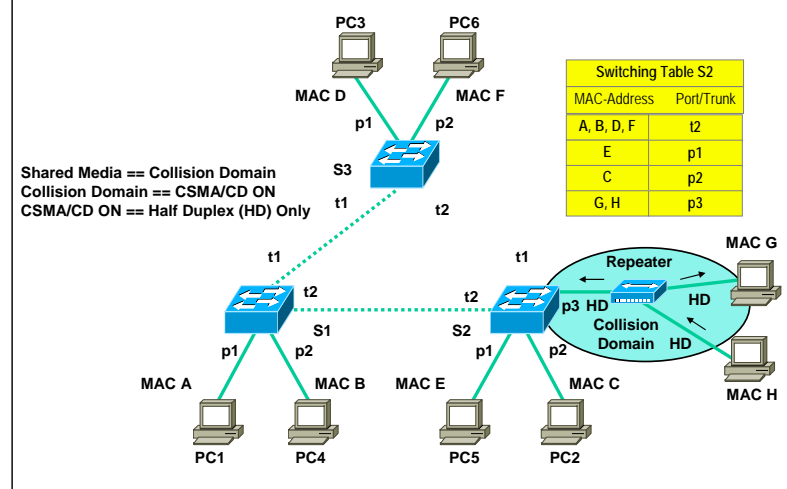 PC3
PC6
MAC D
MAC F
p1
p2
S3
t1
t2
Switching Table S2
MAC-Address Port/Trunk
A, B, D, F t2
E p1
C p2
G, H p3
Shared Media == Collision Domain
Collision Domain == CSMA/CD ON
CSMA/CD ON == Half Duplex (HD) Only
t1
t2
S1
p1
p2
MAC A
MAC B
PC1
PC4
t1
t2
S2
p1
p2
p3
HD
Repeater
HD
Collision
Domain
HD
MAC G
MAC H
MAC E
MAC C
PC5
PC2